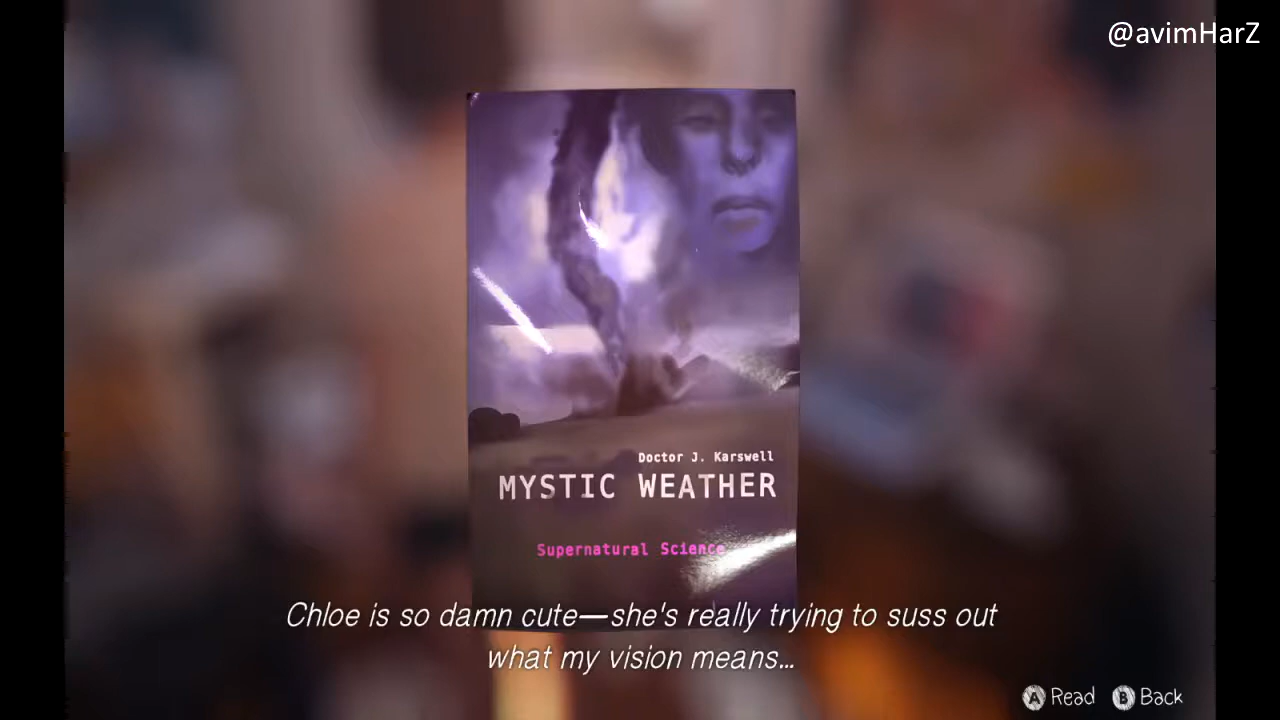 @avimHarZ
Doctor J. Karswell
MYSTIC WEATHER
Supernatural Science
Chloe is so damn cute—she's really trying to suss out
what my vision means...
A Read B Back